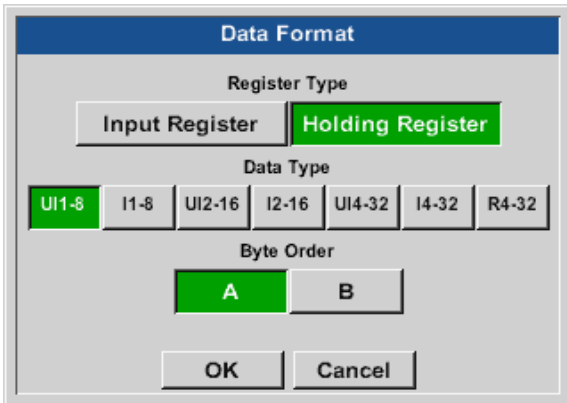 Data Format
Register Type
Input Register Holding Register
Data Type
UI1-8 I1-8 UI2-16 I2-16 UI4-32 I4-32 R4-32
Byte Order
A B
OK Cancel